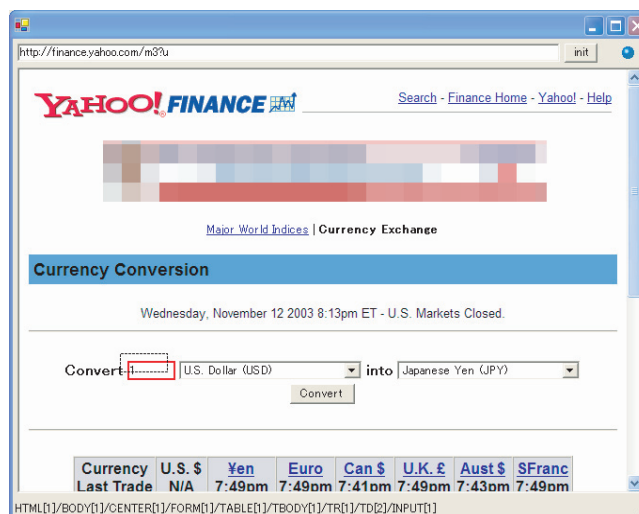 http://finance.yahoo.com/m3?u init
YAHOO! FINANCE Search - Finance Home - Yahoo! - Help
Major World Indices | Currency Exchange
Currency Conversion
Wednesday, November 12 2003 8:13pm ET - U.S. Markets Closed.
Convert 1 U.S. Dollar (USD) into Japanese Yen (JPY)
Convert
Currency U.S. $ ¥en Euro Can $ U.K. £ Aust $ SFranc
Last Trade N/A 7:49pm 7:49pm 7:41pm 7:49pm 7:43pm 7:49pm
HTML[1]/BODY[1]/CENTER[1]/FORM[1]/TABLE[1]/TBODY[1]/TR[1]/TD[2]/INPUT[1]